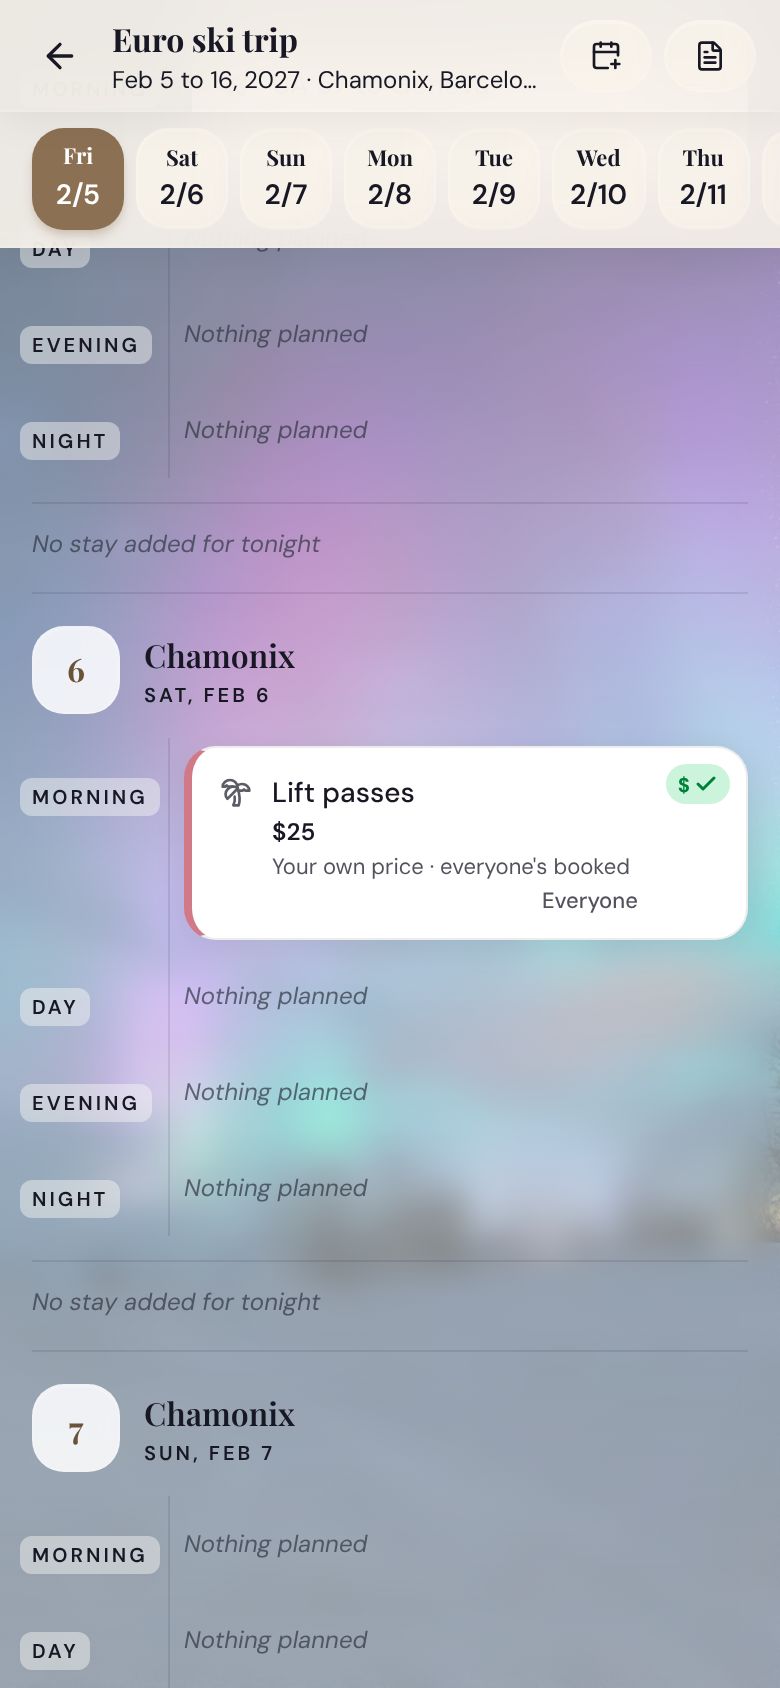 Euro ski trip
Feb 5 to 16, 2027 · Chamonix, Barcelo...
MORNING
Fri
2/5
Sat
2/6
Sun
2/7
Mon
2/8
Tue
2/9
Wed
2/10
Thu
2/11
DAY
Nothing planned
EVENING
Nothing planned
NIGHT
Nothing planned
No stay added for tonight
6
Chamonix
SAT, FEB 6
MORNING
Lift passes
$
$25
Your own price · everyone's booked
Everyone
DAY
Nothing planned
EVENING
Nothing planned
NIGHT
Nothing planned
No stay added for tonight
7
Chamonix
SUN, FEB 7
MORNING
Nothing planned
DAY
Nothing planned